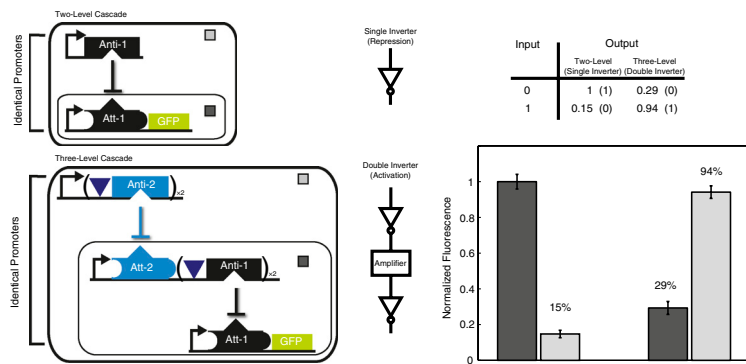 Two-Level Cascade
Identical Promoters
Anti-1
Att-1
GFP
Single Inverter
(Repression)
Input
Output
Two-Level
(Single Inverter)
Three-Level
(Double Inverter)
0
1 (1)
0.29 (0)
1
0.15 (0)
0.94 (1)
Three-Level Cascade
Identical Promoters
Anti-2
×2
Att-2
Anti-1
×2
Att-1
GFP
Double Inverter
(Activation)
Amplifier
Normalized Fluorescence
1
0.8
0.6
0.4
0.2
0
15%
29%
94%